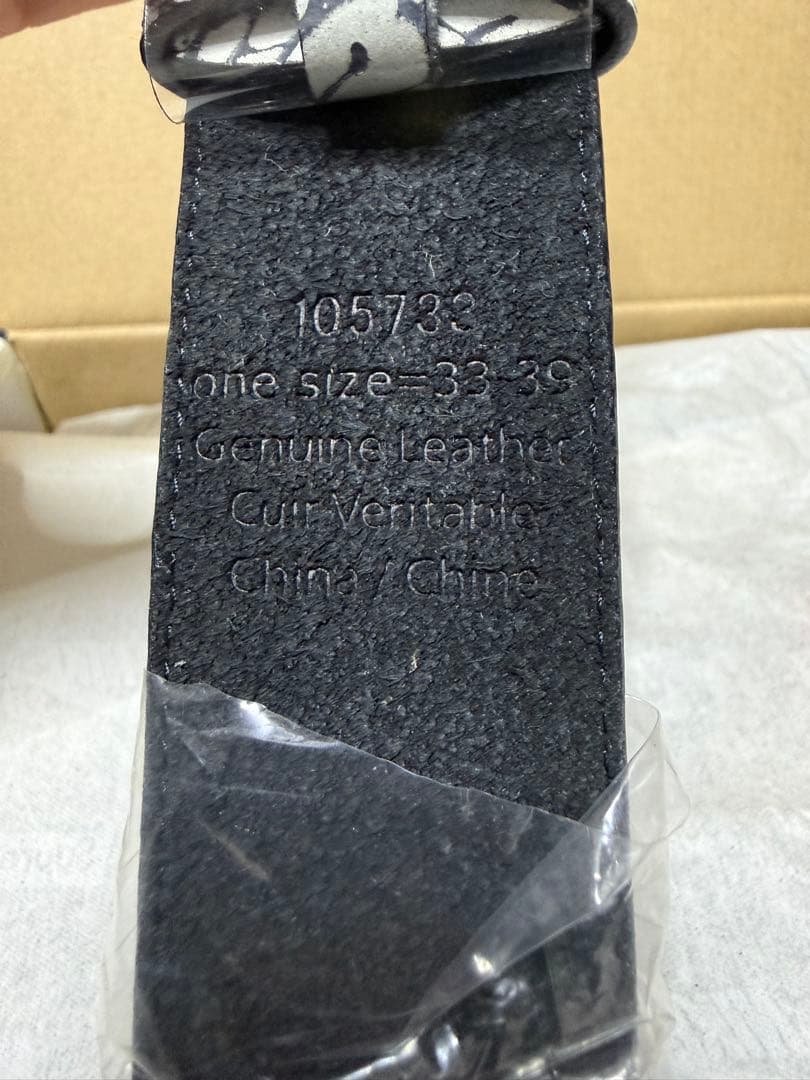 105733
one size=33-39
Genuine Leather
Cuir Veritable
China / Chine